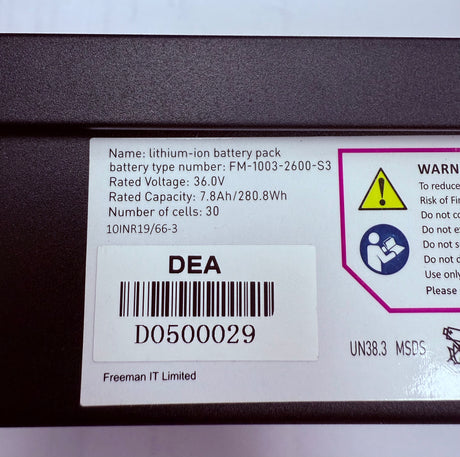 Name: lithium-ion battery pack
battery type number: FM-1003-2600-S3
Rated Voltage: 36.0V
Rated Capacity: 7.8Ah/280.8Wh
Number of cells: 30
10INR19/66-3
DEA
D0500029
Freeman IT Limited
WARN
To reduce
Risk of Fi
Do not co
Do not e
Do not s
Do not d
Use only
Please
UN38.3 MSDS